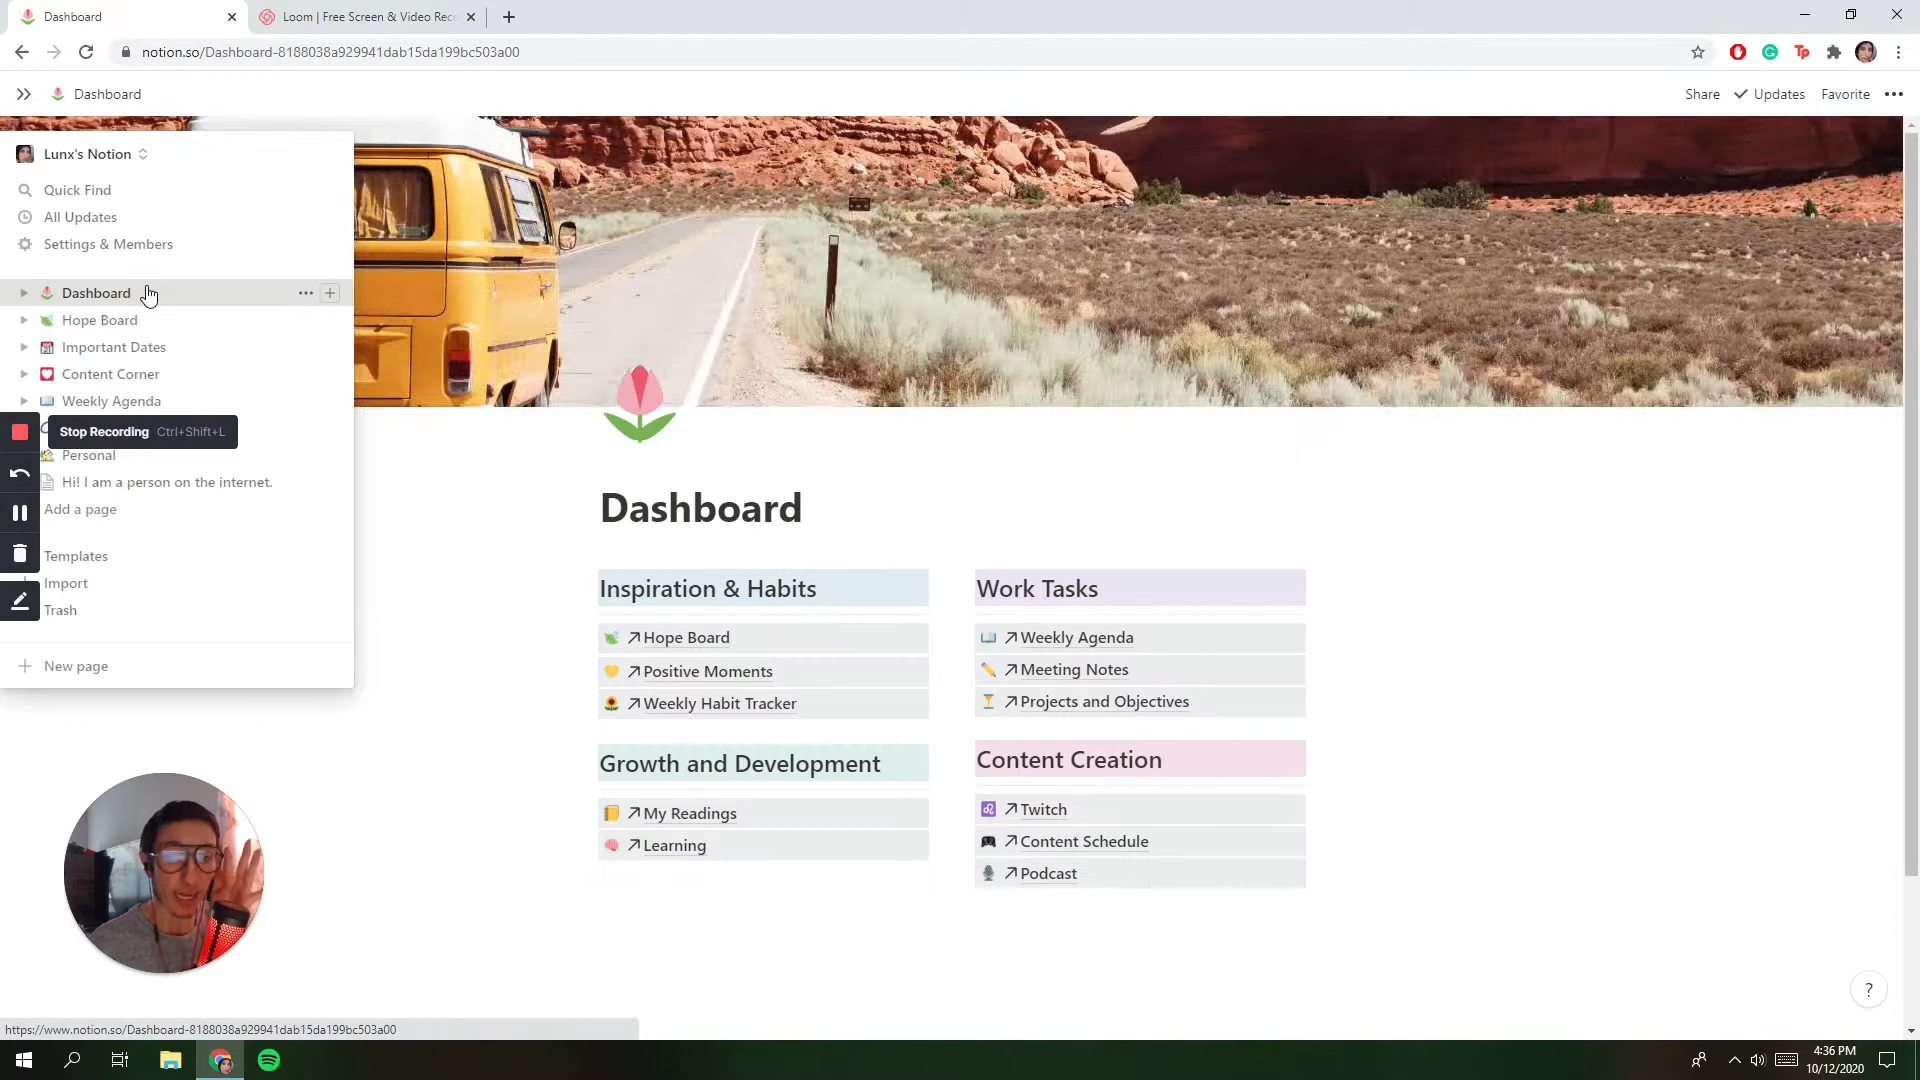 Dashboard
Loom | Free Screen & Video Rec
notion.so/Dashboard-8188038a929941dab15da199bc503a00
Dashboard
Share
Updates
Favorite
Lunx's Notion
Quick Find
All Updates
Settings & Members
Dashboard
Hope Board
Important Dates
Content Corner
Weekly Agenda
Stop Recording Ctrl+Shift+L
Personal
Hi! I am a person on the internet.
Add a page
Templates
Import
Trash
New page
Dashboard
Inspiration & Habits
Hope Board
Positive Moments
Weekly Habit Tracker
Growth and Development
My Readings
Learning
Work Tasks
Weekly Agenda
Meeting Notes
Projects and Objectives
Content Creation
Twitch
Content Schedule
Podcast
?
https://www.notion.so/Dashboard-8188038a929941dab15da199bc503a00
4:36 PM
10/12/2020